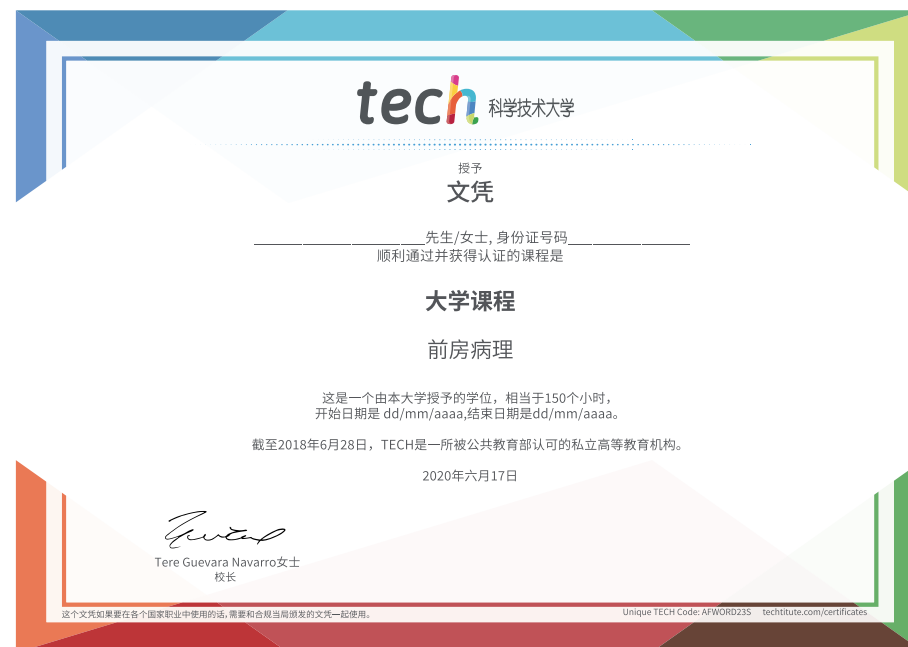 tech 科学技术大学
授予
文凭
______________________先生/女士, 身份证号码_______________
顺利通过并获得认证的课程是
大学课程
前房病理
这是一个由本大学授予的学位，相当于150个小时，
开始日期是 dd/mm/aaaa,结束日期是dd/mm/aaaa。
截至2018年6月28日，TECH是一所被公共教育部认可的私立高等教育机构。
2020年六月17日
Tere Guevara Navarro女士
校长
这个文凭如果要在各个国家职业中使用的话,需要和合规当局颁发的文凭一起使用。
Unique TECH Code: AFWORD23S techtitute.com/certificates